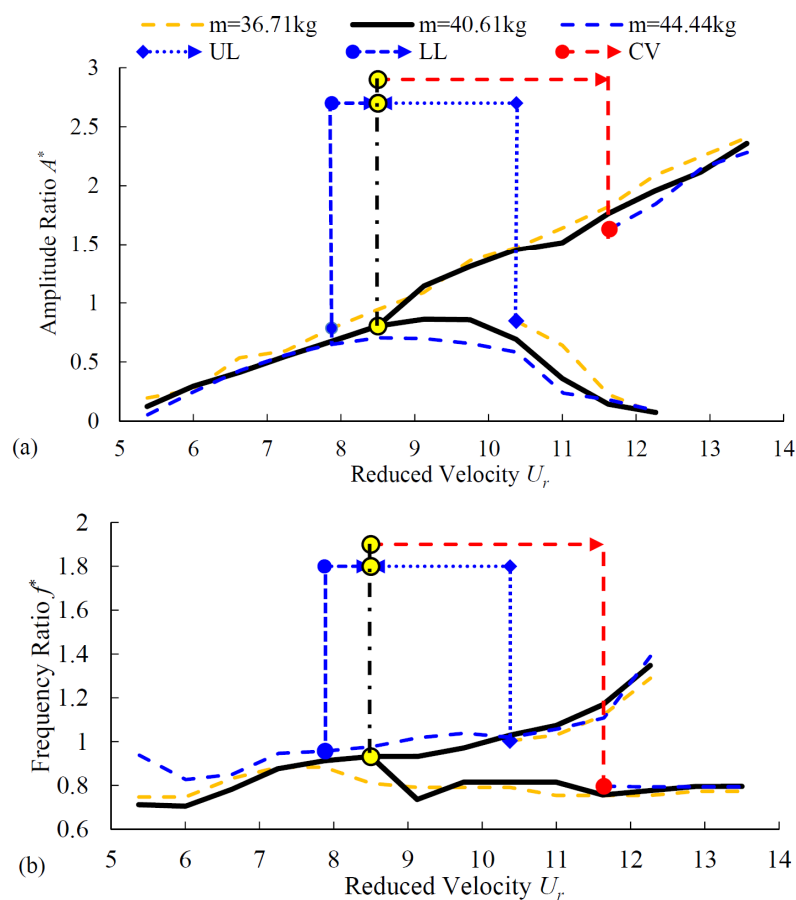 m=36.71kg m=40.61kg m=44.44kg
UL LL CV
3
2.5
2
1.5
1
0.5
0
Amplitude Ratio A*
5 6 7 8 9 10 11 12 13 14
(a)
Reduced Velocity Ur
2
1.8
1.6
1.4
1.2
1
0.8
0.6
Frequency Ratio f*
5 6 7 8 9 10 11 12 13 14
(b)
Reduced Velocity Ur